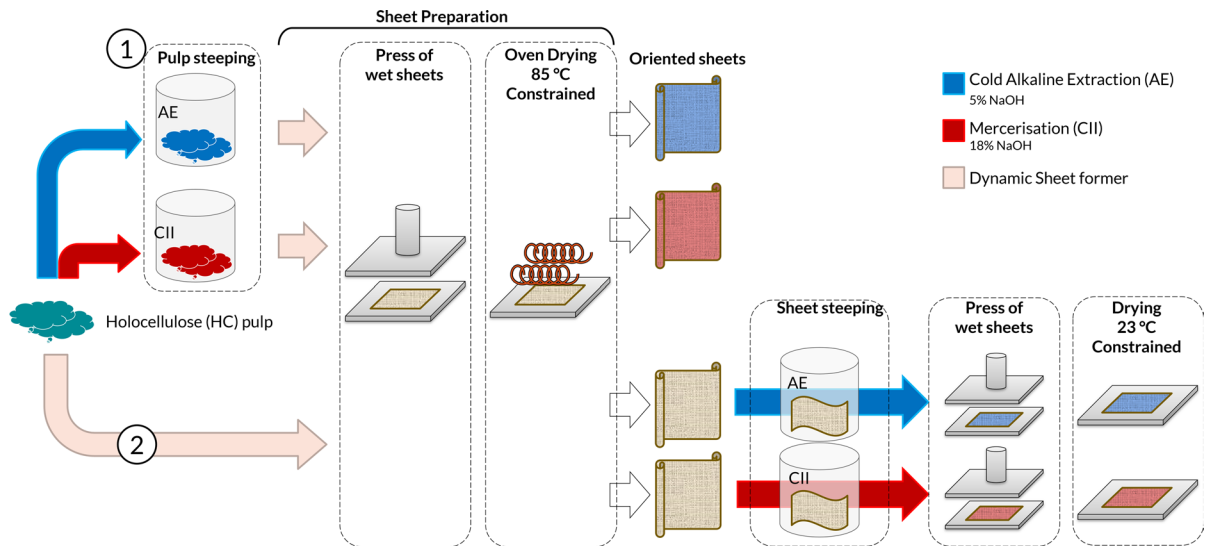 Sheet Preparation
1
Pulp steeping
AE
CII
Press of
wet sheets
Oven Drying
85 °C
Constrained
Oriented sheets
Cold Alkaline Extraction (AE)
5% NaOH
Mercerisation (CII)
18% NaOH
Dynamic Sheet former
Holocellulose (HC) pulp
2
Sheet steeping
AE
CII
Press of
wet sheets
Drying
23 °C
Constrained